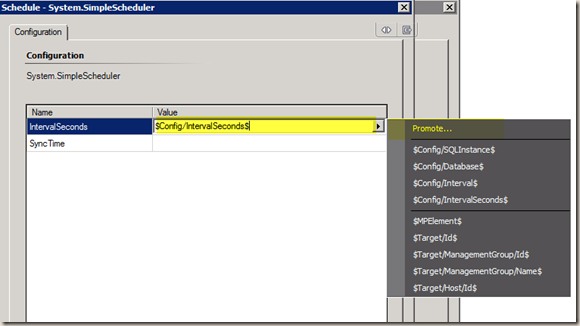 Schedule - System.SimpleScheduler
Configuration
Configuration
System.SimpleScheduler
Name Value
IntervalSeconds $Config/IntervalSeconds$
SyncTime
Promote...
$Config/SQLInstance$
$Config/Database$
$Config/Interval$
$Config/IntervalSeconds$
$MPElement$
$Target/Id$
$Target/ManagementGroup/Id$
$Target/ManagementGroup/Name$
$Target/Host/Id$